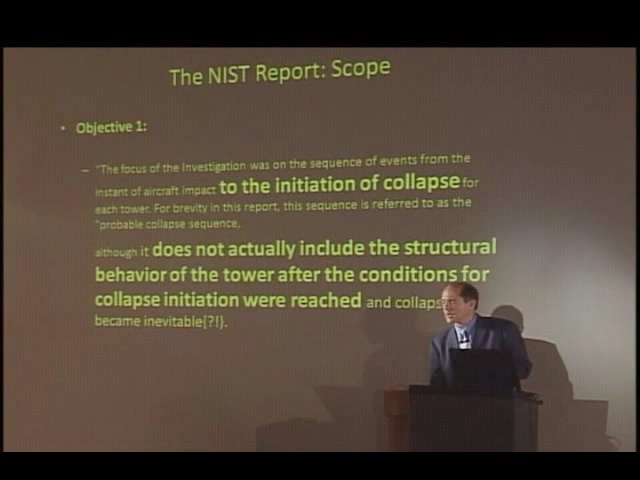 The NIST Report: Scope
• Objective 1:
– "The focus of the Investigation was on the sequence of events from the
instant of aircraft impact to the initiation of collapse for
each tower. For brevity in this report, this sequence is referred to as the
"probable collapse sequence,
although it does not actually include the structural
behavior of the tower after the conditions for
collapse initiation were reached and collaps
became inevitable{?!}.